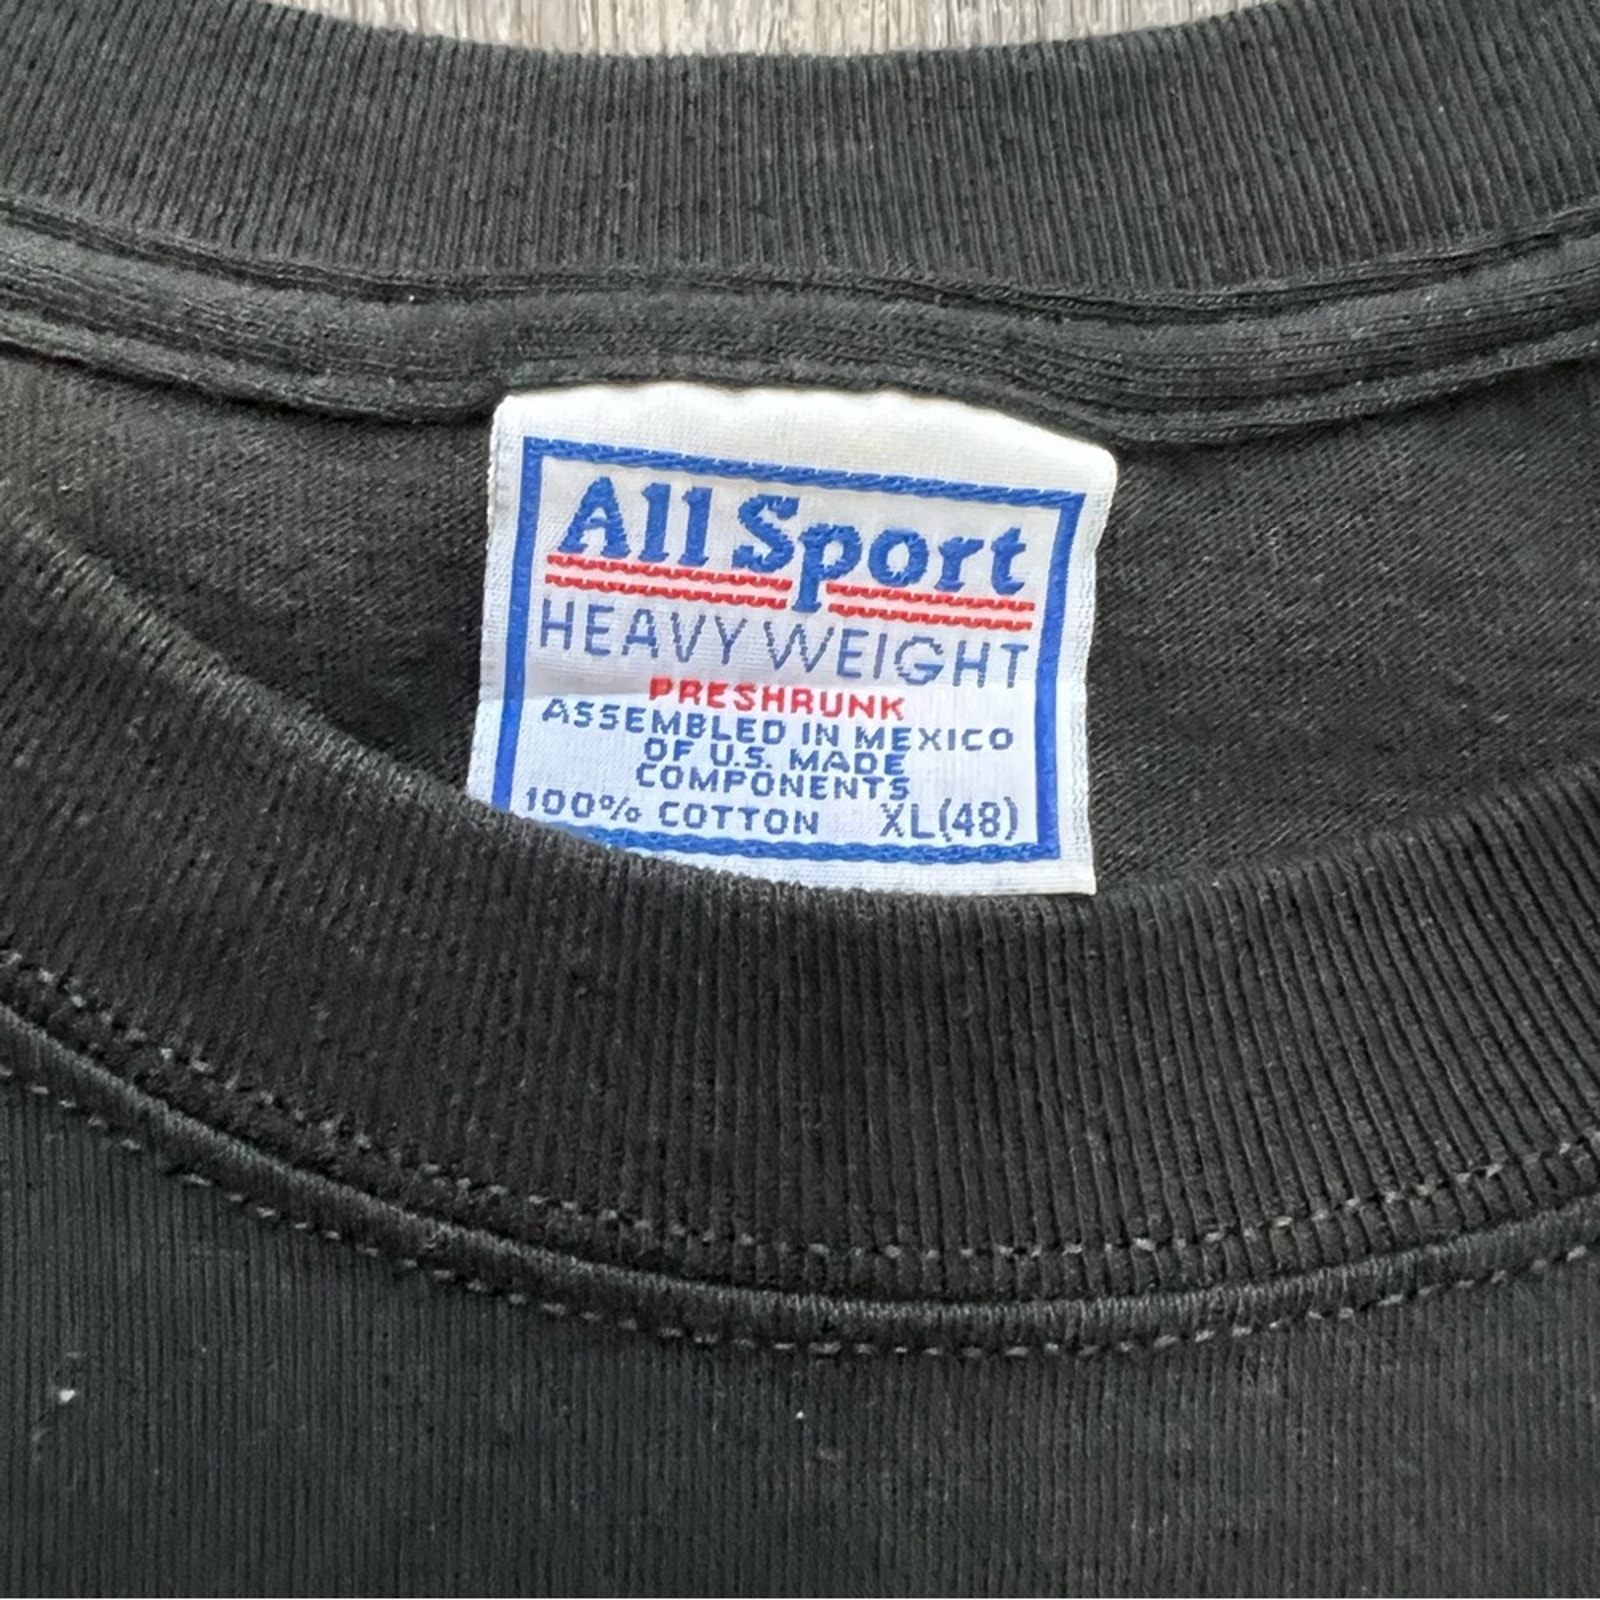 All Sport
HEAVY WEIGHT
PRESHRUNK
ASSEMBLED IN MEXICO
OF U.S. MADE
COMPONENTS
100% COTTON XL(48)